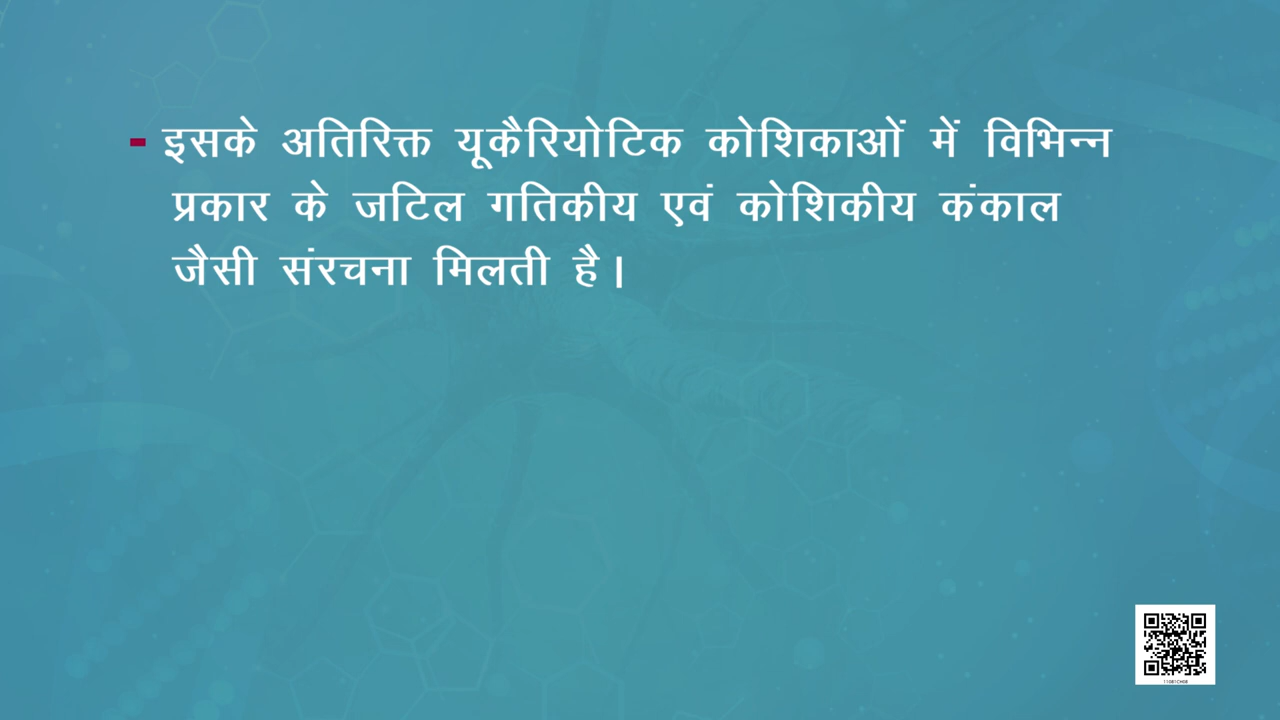 - इसके अतिरिक्त यूकैरियोटिक कोशिकाओं में विभिन्न
प्रकार के जटिल गतिकीय एवं कोशिकीय कंकाल
जैसी संरचना मिलती है।